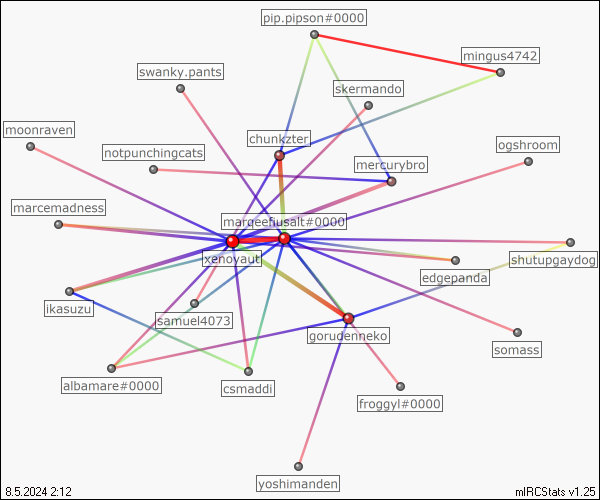 pip.pipson#0000
mingus4742
swanky.pants
skermando
moonraven
chunkzter
ogshroom
notpunchingcats
mercurybro
marcemadness
margeefusalt#0000
xenoyaut
shutupgaydog
edgepanda
ikasuzu
samuel4073
gorudenneko
somass
albamare#0000
csmaddi
froggyl#0000
yoshimanden
8.5.2024 2:12
mIRCStats v1.25